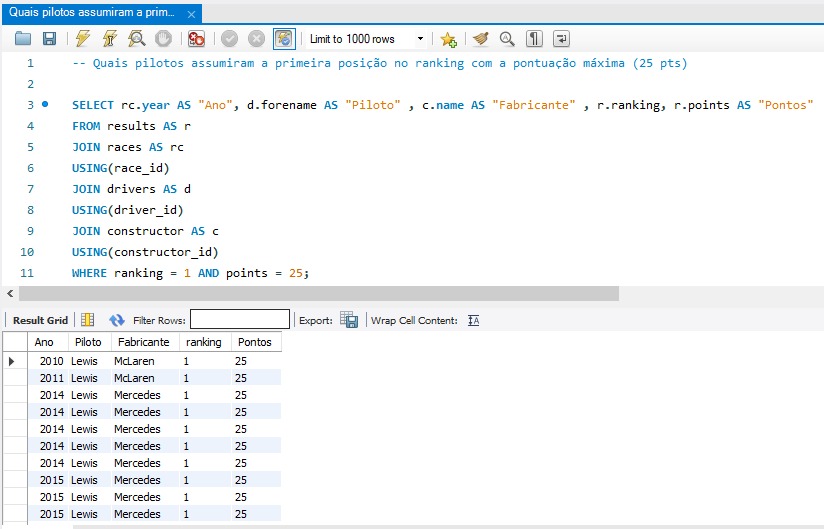 Quais pilotos assumiram a prim...
Limit to 1000 rows
1 -- Quais pilotos assumiram a primeira posição no ranking com a pontuação máxima (25 pts)
2
3 SELECT rc.year AS "Ano", d.forename AS "Piloto" , c.name AS "Fabricante" , r.ranking, r.points AS "Pontos"
4 FROM results AS r
5 JOIN races AS rc
6 USING(race_id)
7 JOIN drivers AS d
8 USING(driver_id)
9 JOIN constructor AS c
10 USING(constructor_id)
11 WHERE ranking = 1 AND points = 25;
Result Grid Filter Rows: Export: Wrap Cell Content: IA
Ano Piloto Fabricante ranking Pontos
2010 Lewis McLaren 1 25
2011 Lewis McLaren 1 25
2014 Lewis Mercedes 1 25
2014 Lewis Mercedes 1 25
2014 Lewis Mercedes 1 25
2014 Lewis Mercedes 1 25
2014 Lewis Mercedes 1 25
2015 Lewis Mercedes 1 25
2015 Lewis Mercedes 1 25
2015 Lewis Mercedes 1 25